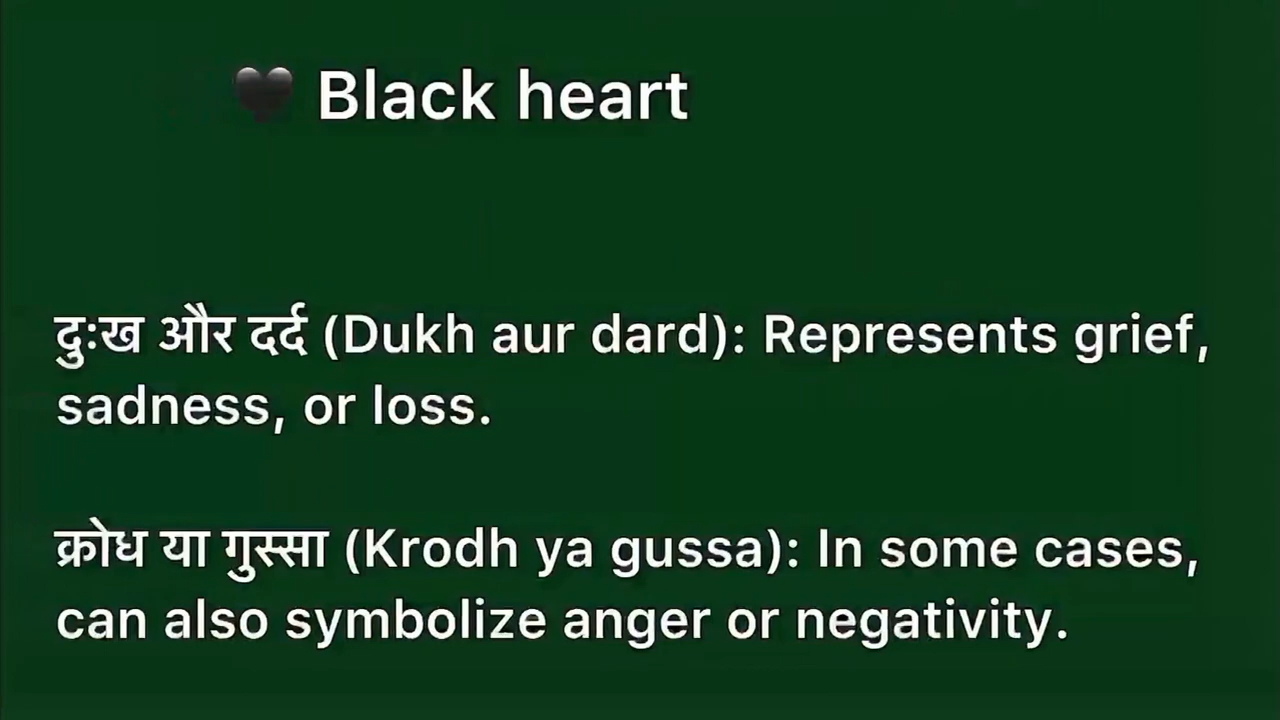 🖤 Black heart
दुःख और दर्द (Dukh aur dard): Represents grief,
sadness, or loss.
क्रोध या गुस्सा (Krodh ya gussa): In some cases,
can also symbolize anger or negativity.